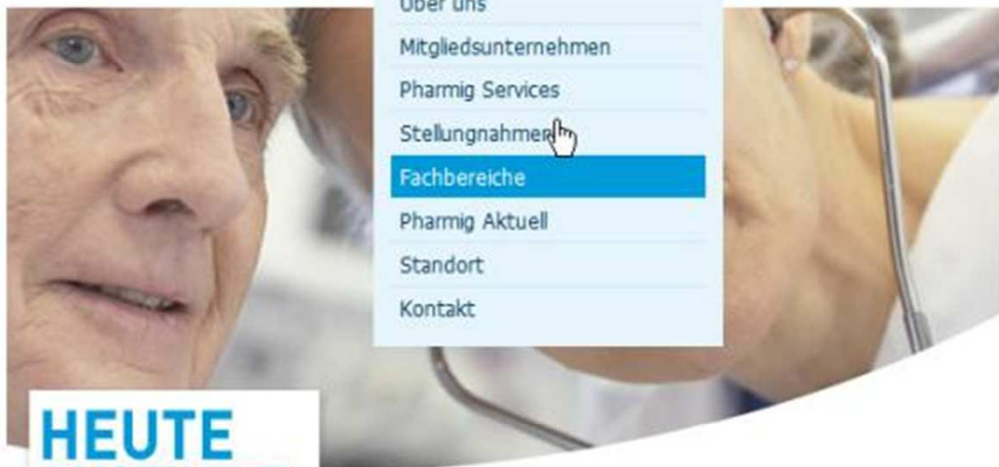 Über uns
Mitgliedsunternehmen
Pharmig Services
Stellungnahmen
Fachbereiche
Pharmig Aktuell
Standort
Kontakt
HEUTE